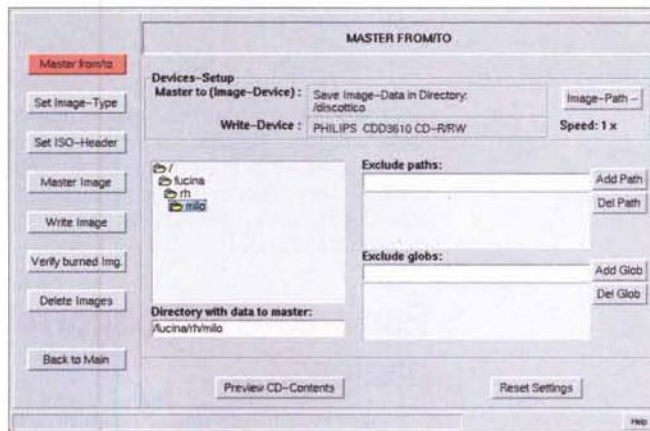 MASTER FROM/TO
Master from/to
Set Image-Type
Set ISO-Header
Master Image
Write Image
Verify burned Img.
Delete Images
Back to Main
Devices-Setup
Master to (Image-Device) :
Save Image-Data in Directory:
/discottico
Image-Path -
Write-Device :
PHILIPS CDD3610 CD-R/RW
Speed: 1 x
/
fucina
rh
milo
Directory with data to master:
/fucina/rh/milo
Exclude paths:
Add Path
Del Path
Exclude globs:
Add Glob
Del Glob
Preview CD-Contents
Reset Settings
Help